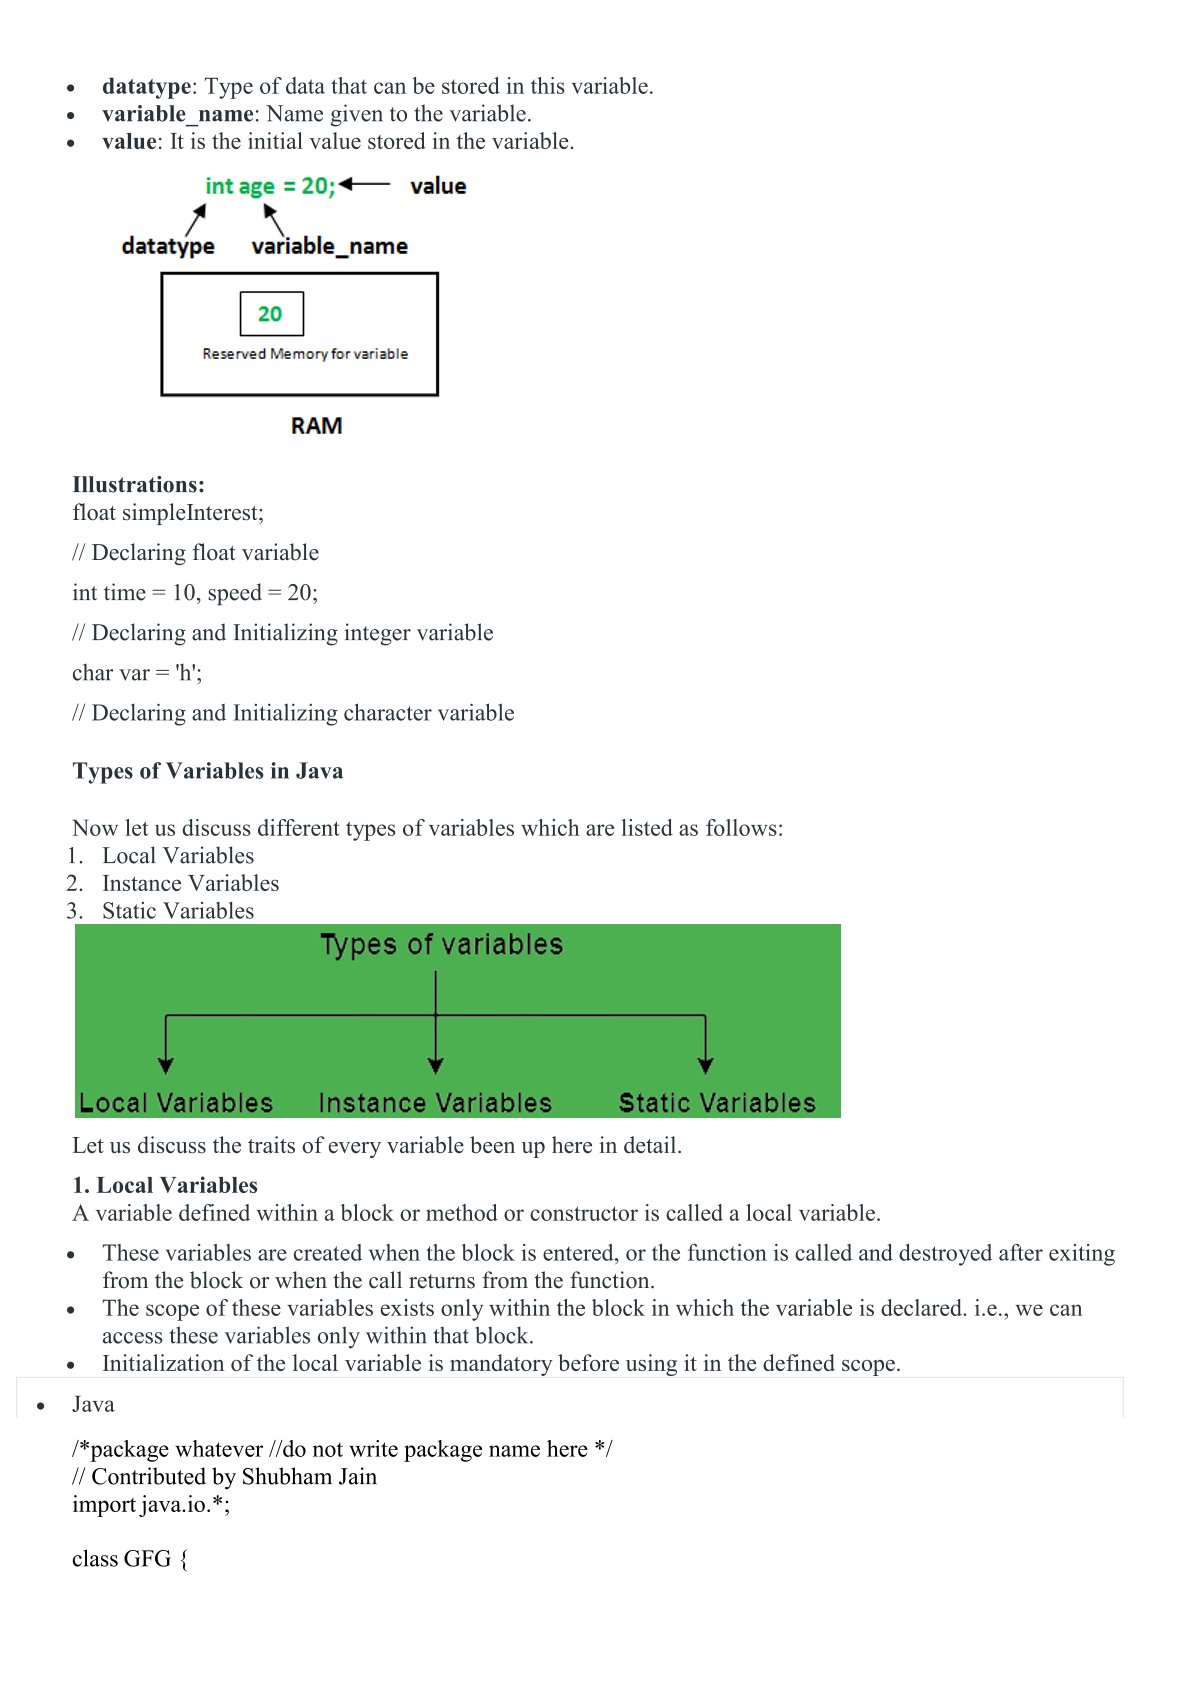 • datatype: Type of data that can be stored in this variable.
• variable_name: Name given to the variable.
• value: It is the initial value stored in the variable.
int age = 20; value
datatype variable_name
20
Reserved Memory for variable
RAM
Illustrations:
float simpleInterest;
// Declaring float variable
int time = 10, speed = 20;
// Declaring and Initializing integer variable
char var = 'h';
// Declaring and Initializing character variable
Types of Variables in Java
Now let us discuss different types of variables which are listed as follows:
1. Local Variables
2. Instance Variables
3. Static Variables
Types of variables
Local Variables Instance Variables Static Variables
Let us discuss the traits of every variable been up here in detail.
1. Local Variables
A variable defined within a block or method or constructor is called a local variable.
• These variables are created when the block is entered, or the function is called and destroyed after exiting
from the block or when the call returns from the function.
• The scope of these variables exists only within the block in which the variable is declared. i.e., we can
access these variables only within that block.
• Initialization of the local variable is mandatory before using it in the defined scope.
• Java
/*package whatever //do not write package name here */
// Contributed by Shubham Jain
import java.io.*;
class GFG {